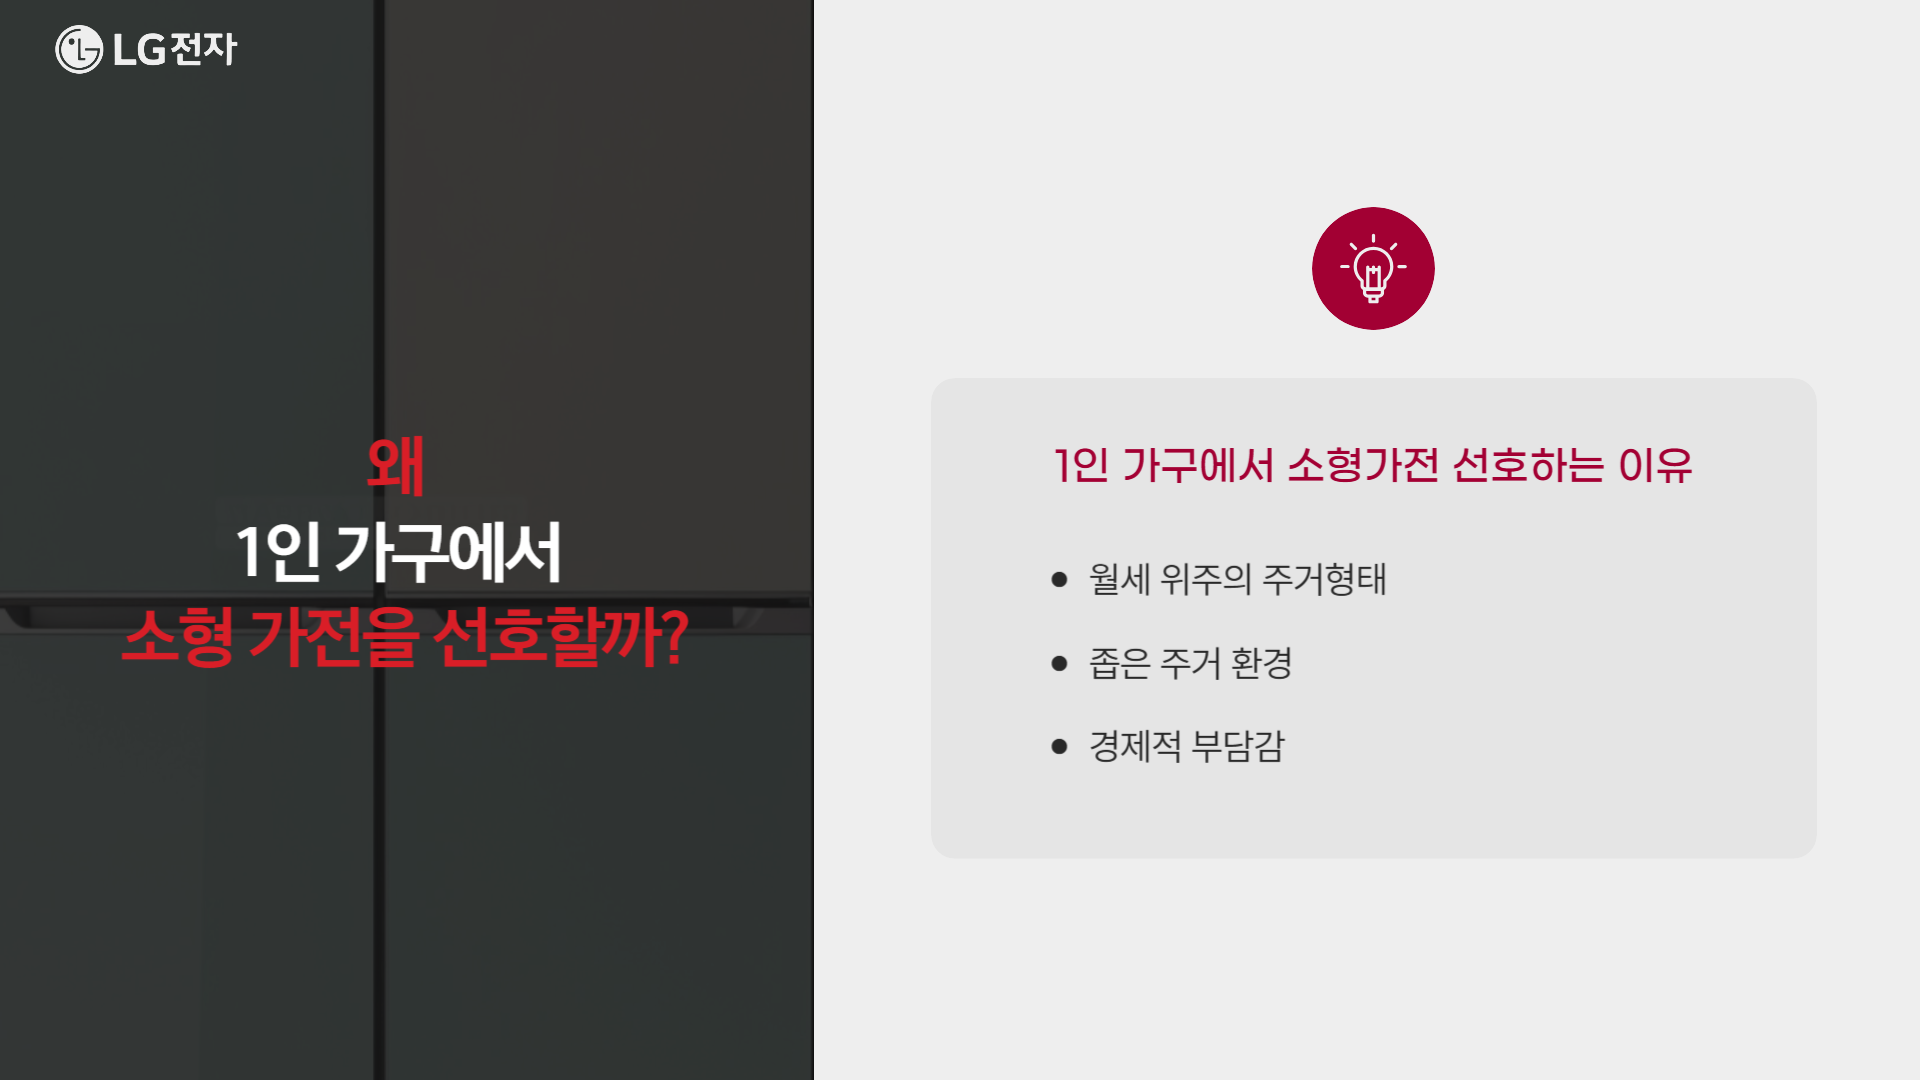 LG전자
왜
1인 가구에서
소형 가전을 선호할까?
1인 가구에서 소형가전 선호하는 이유
● 월세 위주의 주거형태
● 좁은 주거 환경
● 경제적 부담감